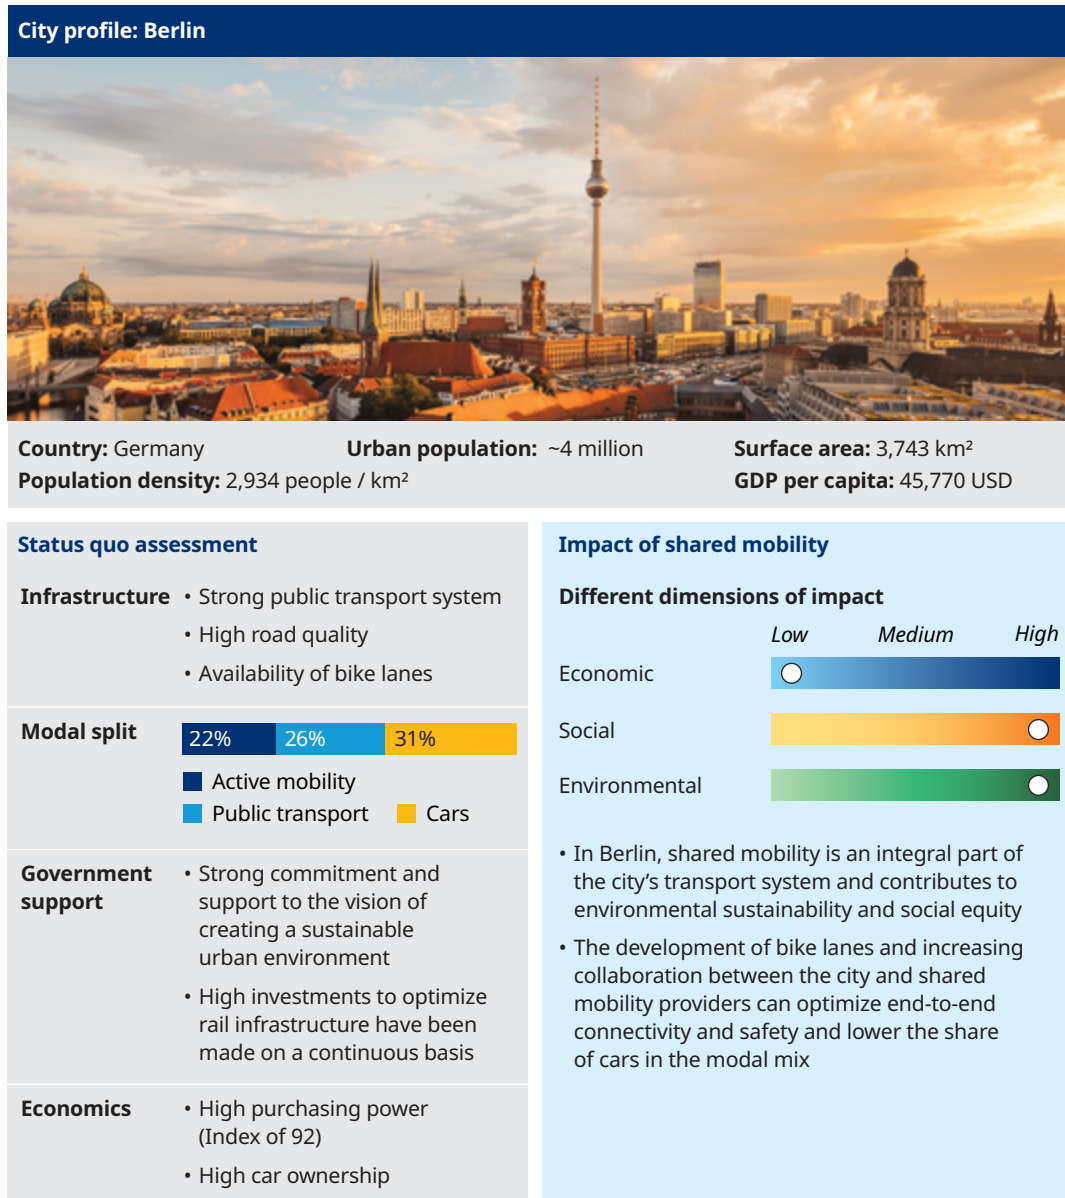 City profile: Berlin
Country: Germany
Urban population: ~4 million
Surface area: 3,743 km²
Population density: 2,934 people / km²
GDP per capita: 45,770 USD
Status quo assessment
Infrastructure
• Strong public transport system
• High road quality
• Availability of bike lanes
Modal split
22% 26% 31%
Active mobility
Public transport
Cars
Government
support
• Strong commitment and
support to the vision of
creating a sustainable
urban environment
• High investments to optimize
rail infrastructure have been
made on a continuous basis
Economics
• High purchasing power
(Index of 92)
• High car ownership
Impact of shared mobility
Different dimensions of impact
Low Medium High
Economic
Social
Environmental
• In Berlin, shared mobility is an integral part of
the city’s transport system and contributes to
environmental sustainability and social equity
• The development of bike lanes and increasing
collaboration between the city and shared
mobility providers can optimize end-to-end
connectivity and safety and lower the share
of cars in the modal mix